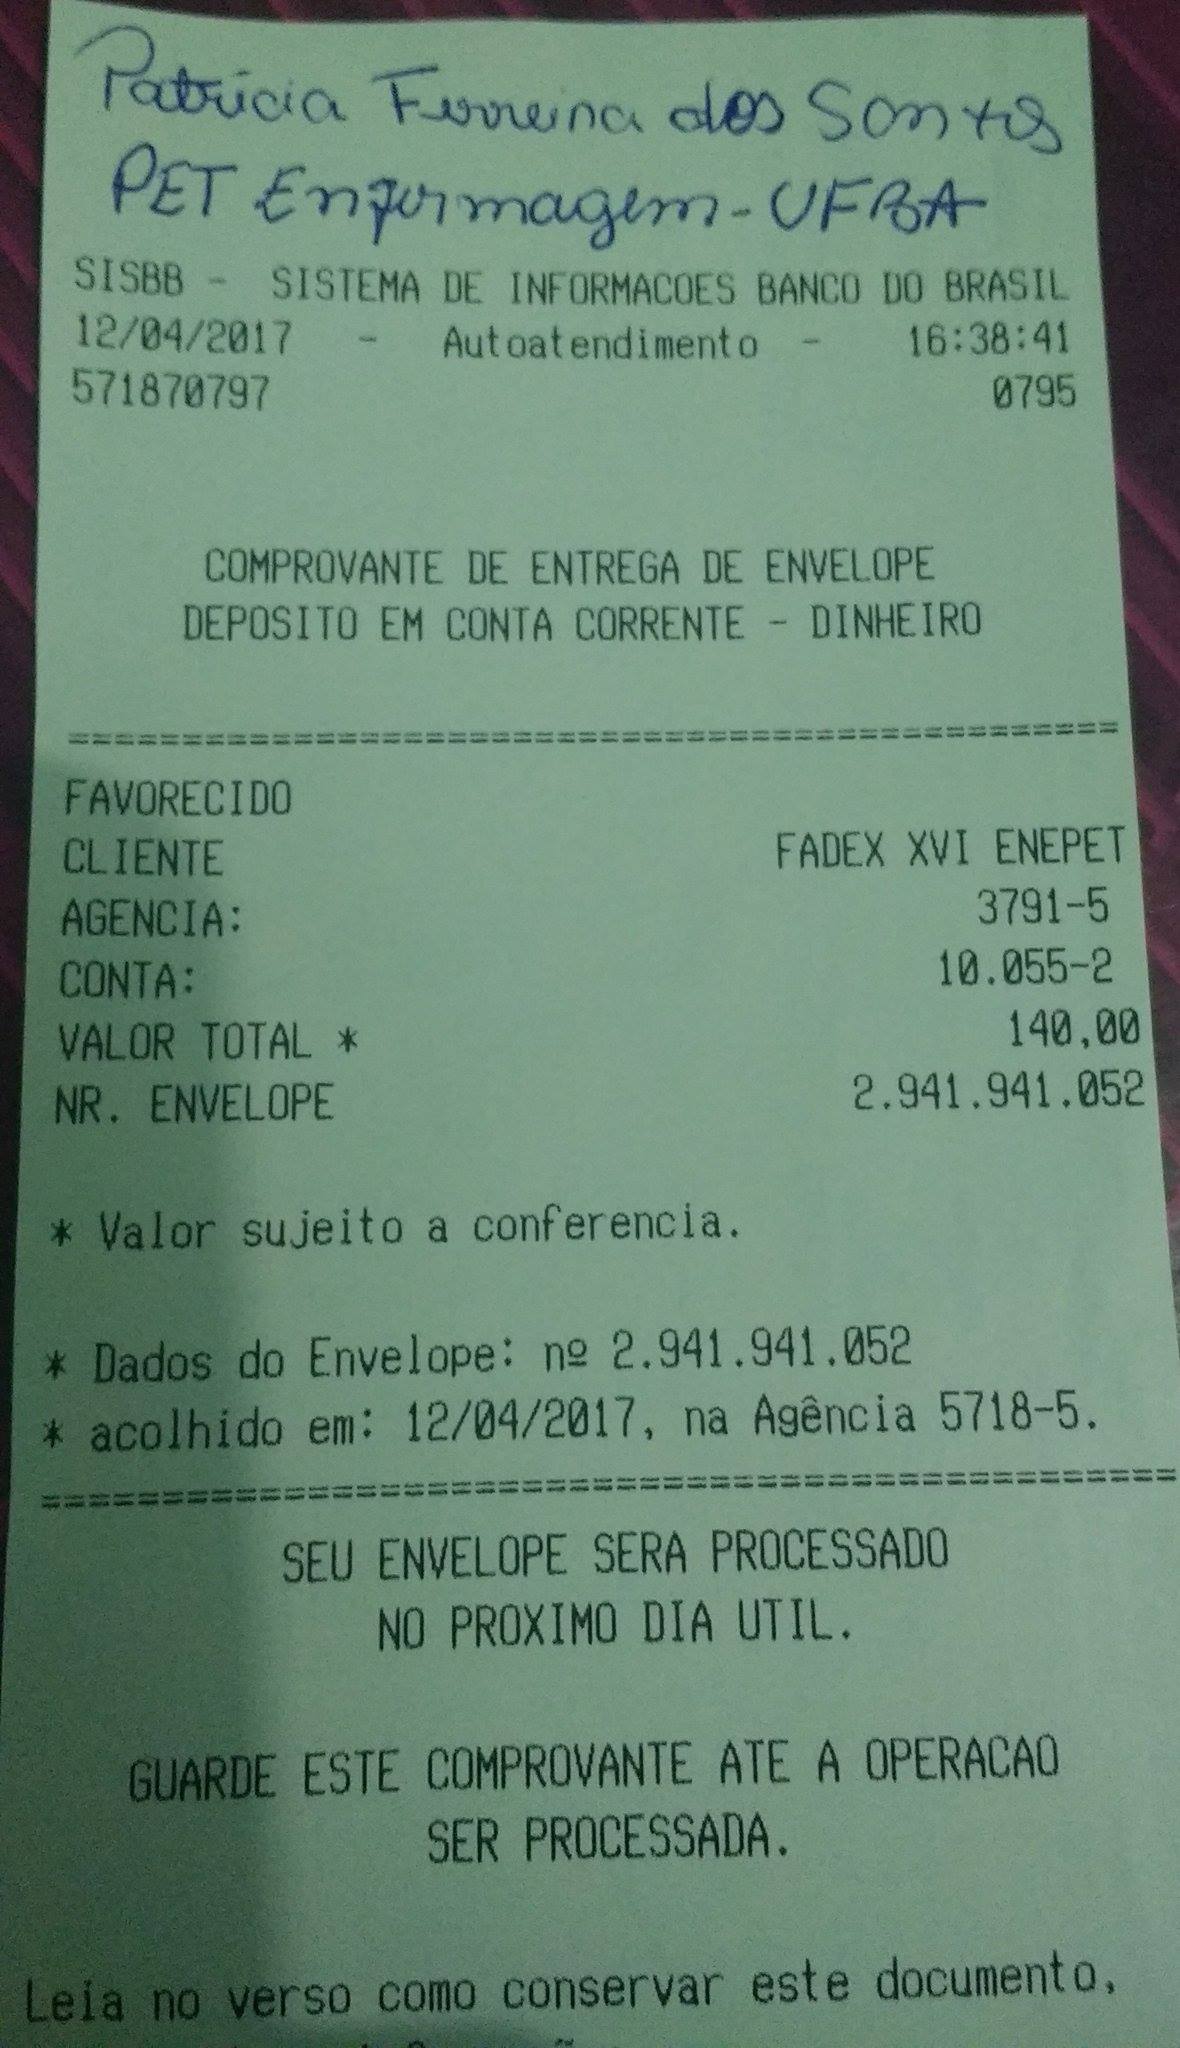 Patrícia Ferreira dos Santos
PET Enfermagem - UFBA
SISBB - SISTEMA DE INFORMACOES BANCO DO BRASIL
12/04/2017 - Autoatendimento - 16:38:41
571870797 0795
COMPROVANTE DE ENTREGA DE ENVELOPE
DEPOSITO EM CONTA CORRENTE - DINHEIRO
================================================
FAVORECIDO
CLIENTE FADEX XVI ENEPET
AGENCIA: 3791-5
CONTA: 10.055-2
VALOR TOTAL * 140,00
NR. ENVELOPE 2.941.941.052
* Valor sujeito a conferencia.
* Dados do Envelope: nº 2.941.941.052
* acolhido em: 12/04/2017, na Agência 5718-5.
================================================
SEU ENVELOPE SERA PROCESSADO
NO PROXIMO DIA UTIL.
GUARDE ESTE COMPROVANTE ATE A OPERACAO
SER PROCESSADA.
Leia no verso como conservar este documento,